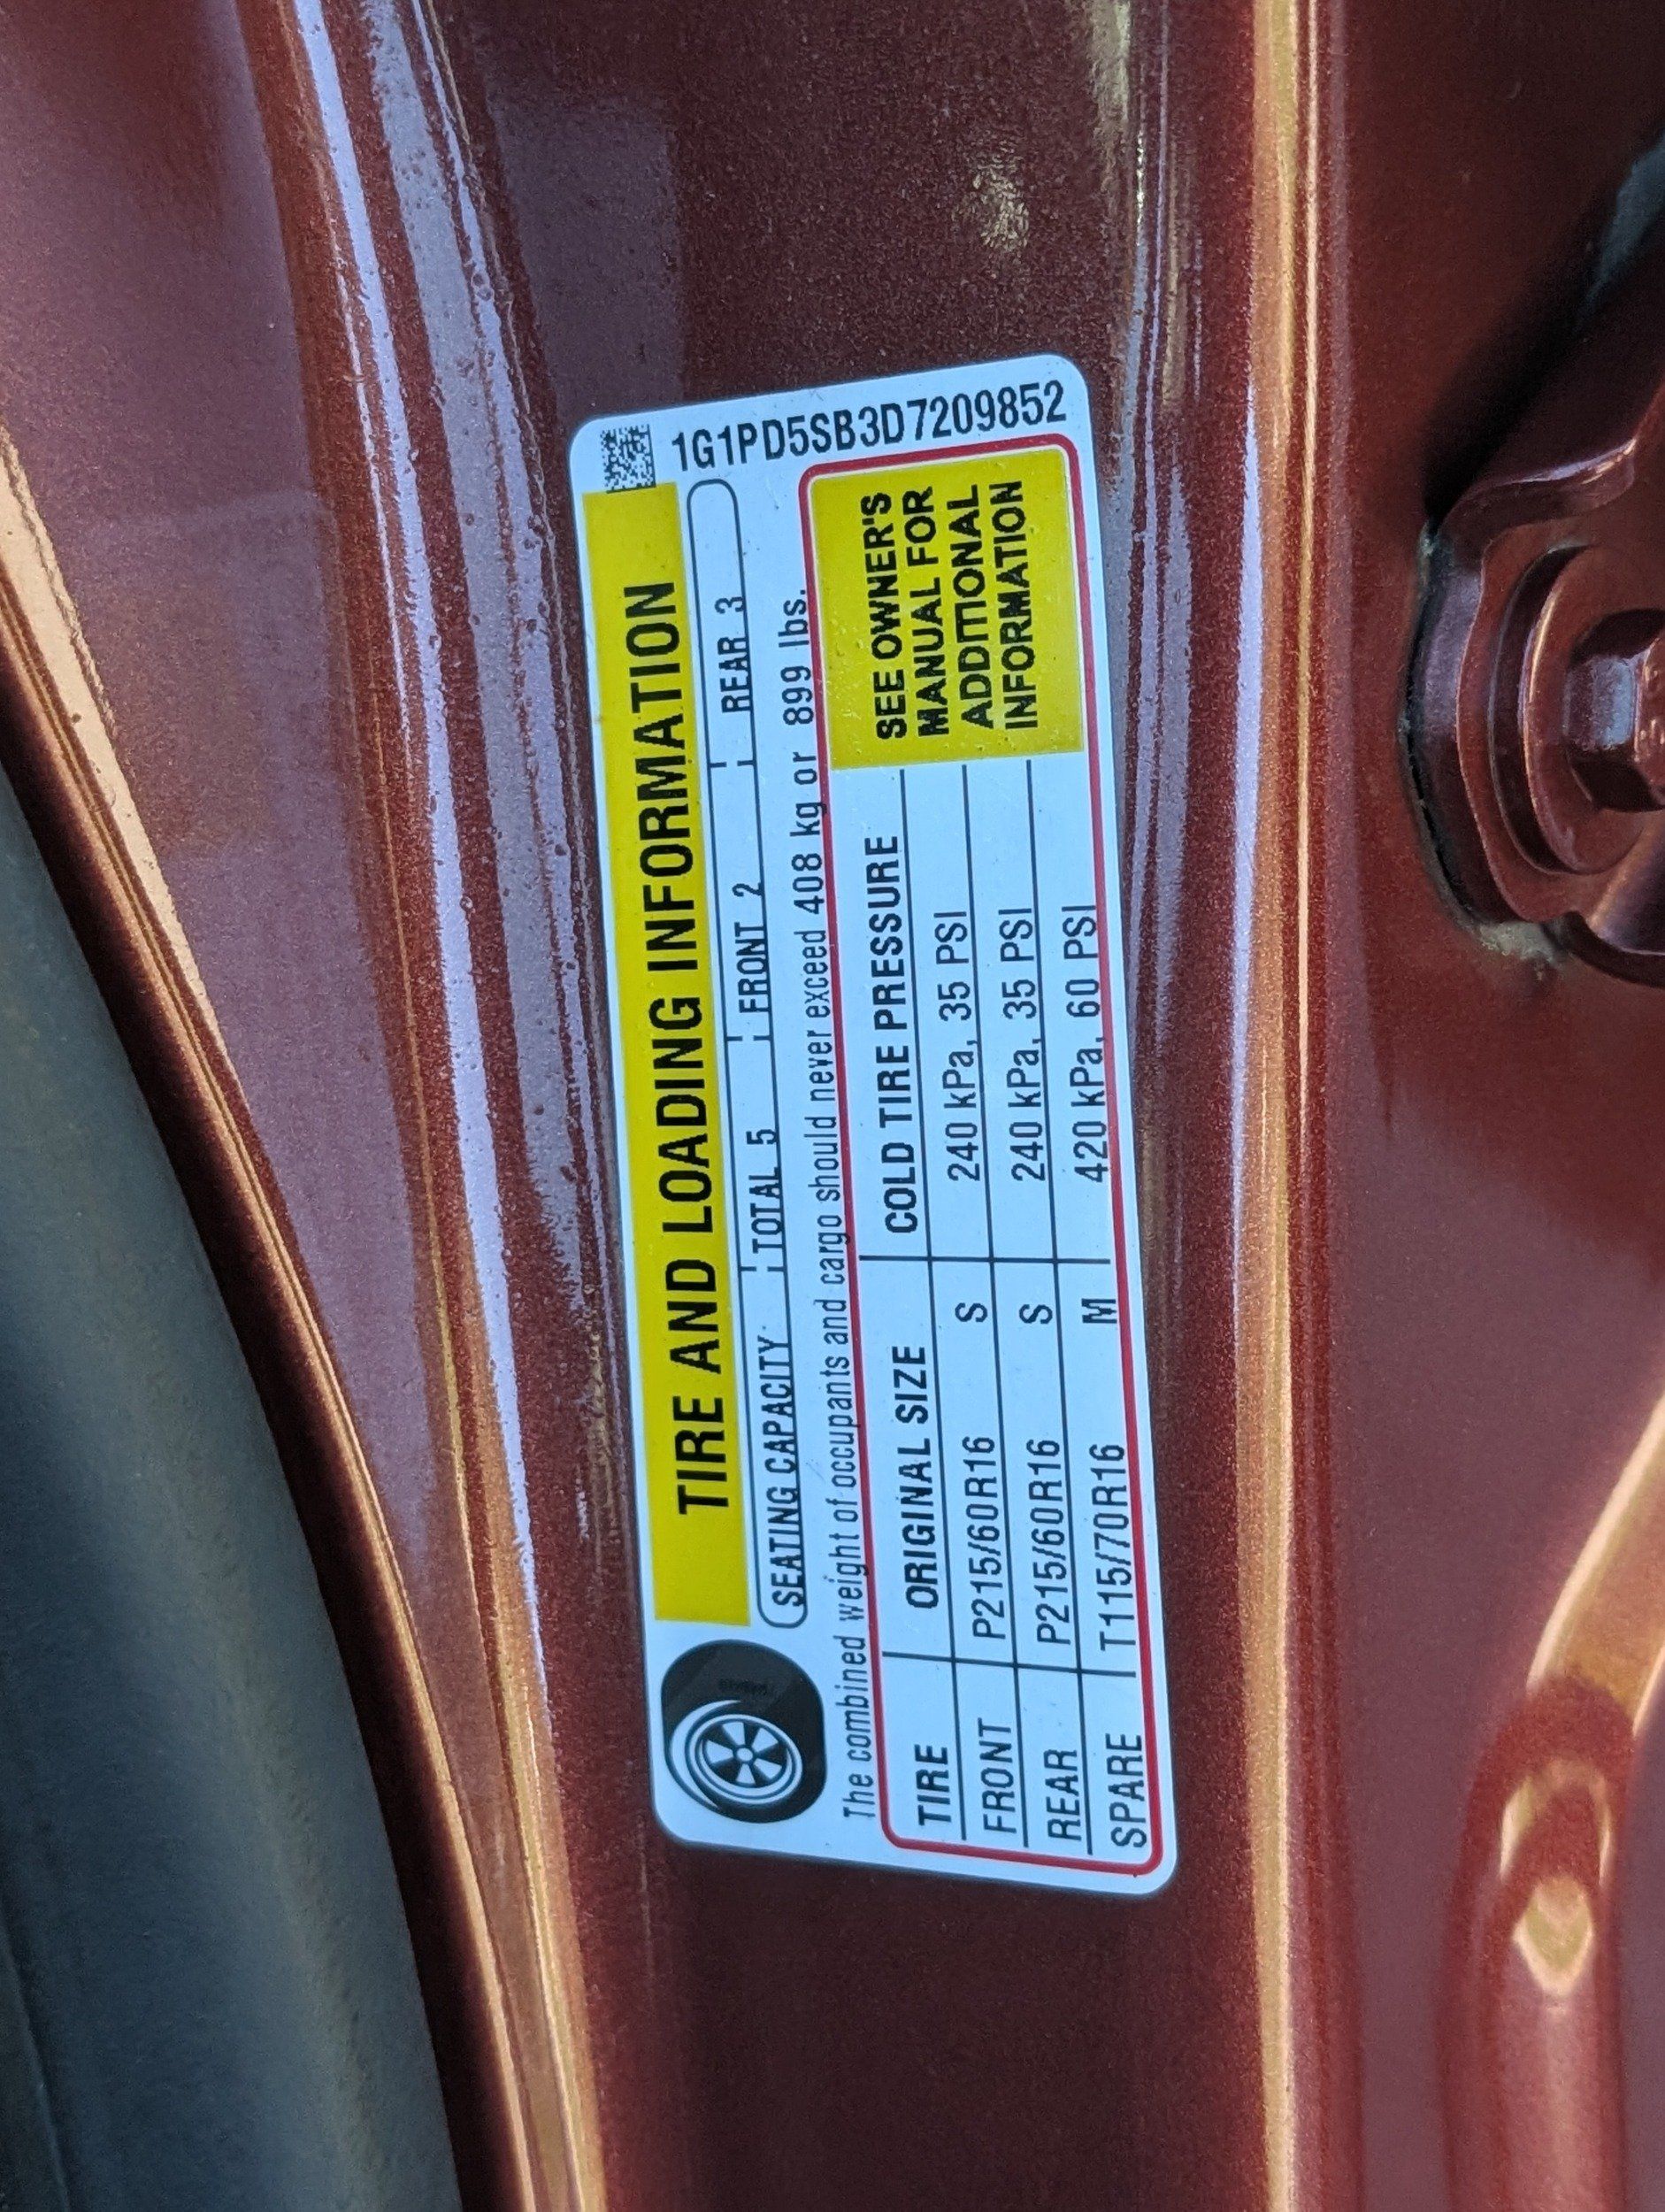 TIRE AND LOADING INFORMATION
SEATING CAPACITY TOTAL 5 FRONT 2 REAR 3
The combined weight of occupants and cargo should never exceed 408 kg or 899 lbs.
TIRE ORIGINAL SIZE COLD TIRE PRESSURE
FRONT P215/60R16 S 240 kPa, 35 PSI
REAR P215/60R16 S 240 kPa, 35 PSI
SPARE T115/70R16 M 420 kPa, 60 PSI
SEE OWNER'S
MANUAL FOR
ADDITIONAL
INFORMATION
1G1PD5SB3D7209852